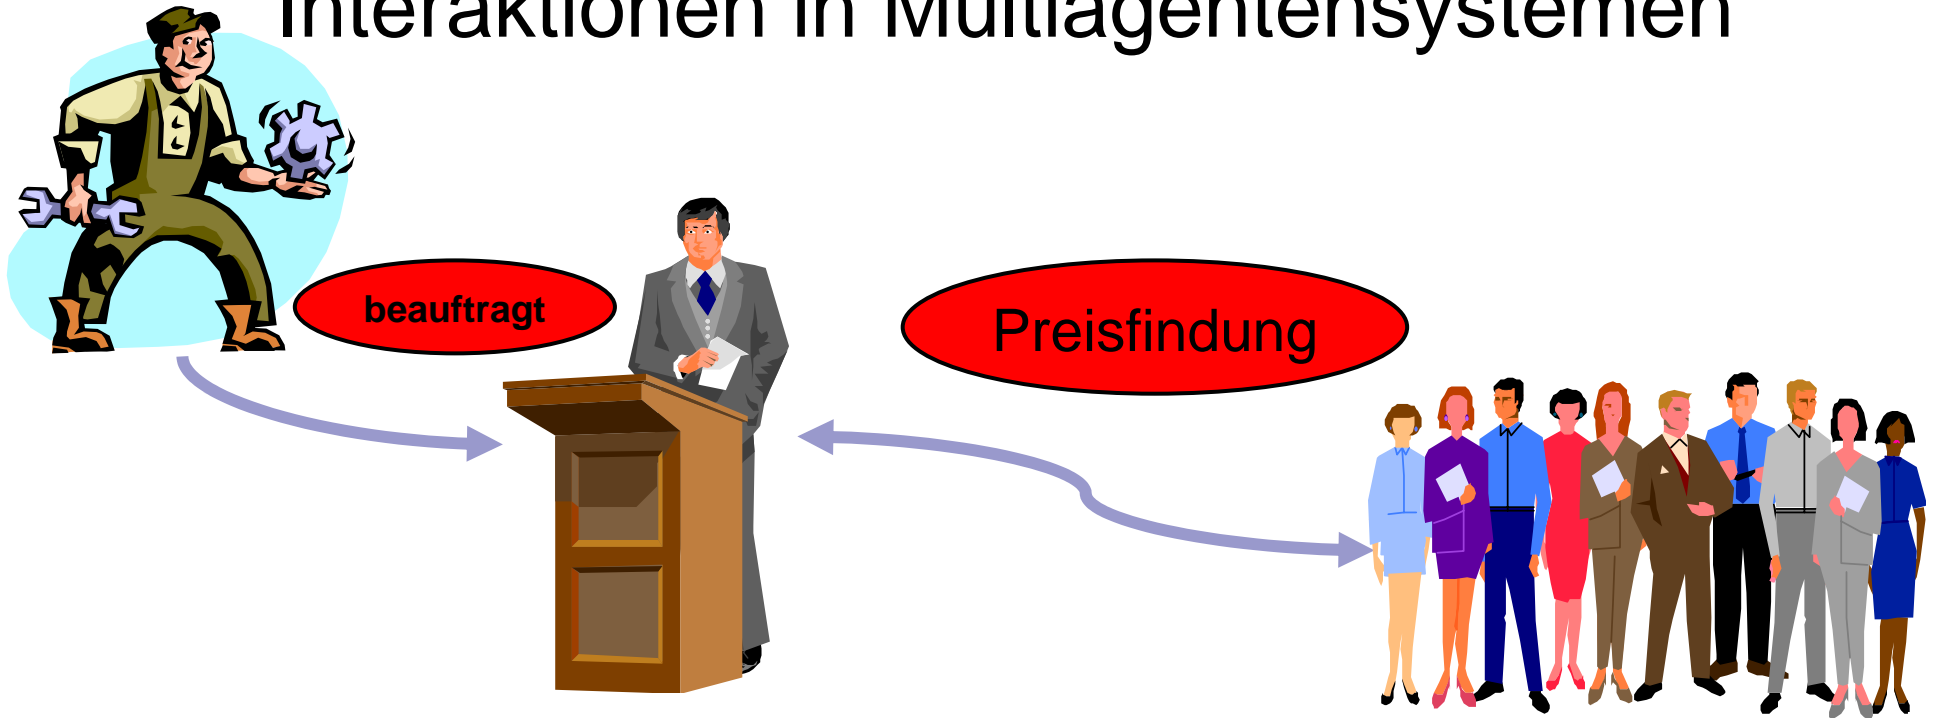 Interaktionen in Multiagentensystemen
beauftragt
Preisfindung